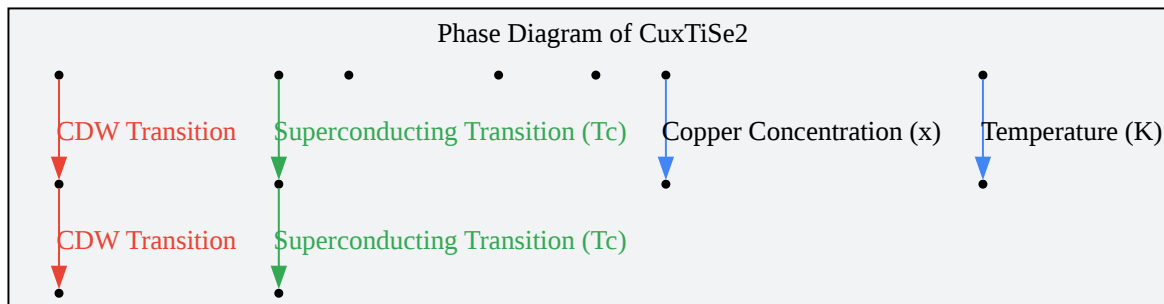 Phase Diagram of CuxTiSe2
CDW Transition Superconducting Transition (Tc) Copper Concentration (x) Temperature (K)
CDW Transition Superconducting Transition (Tc)